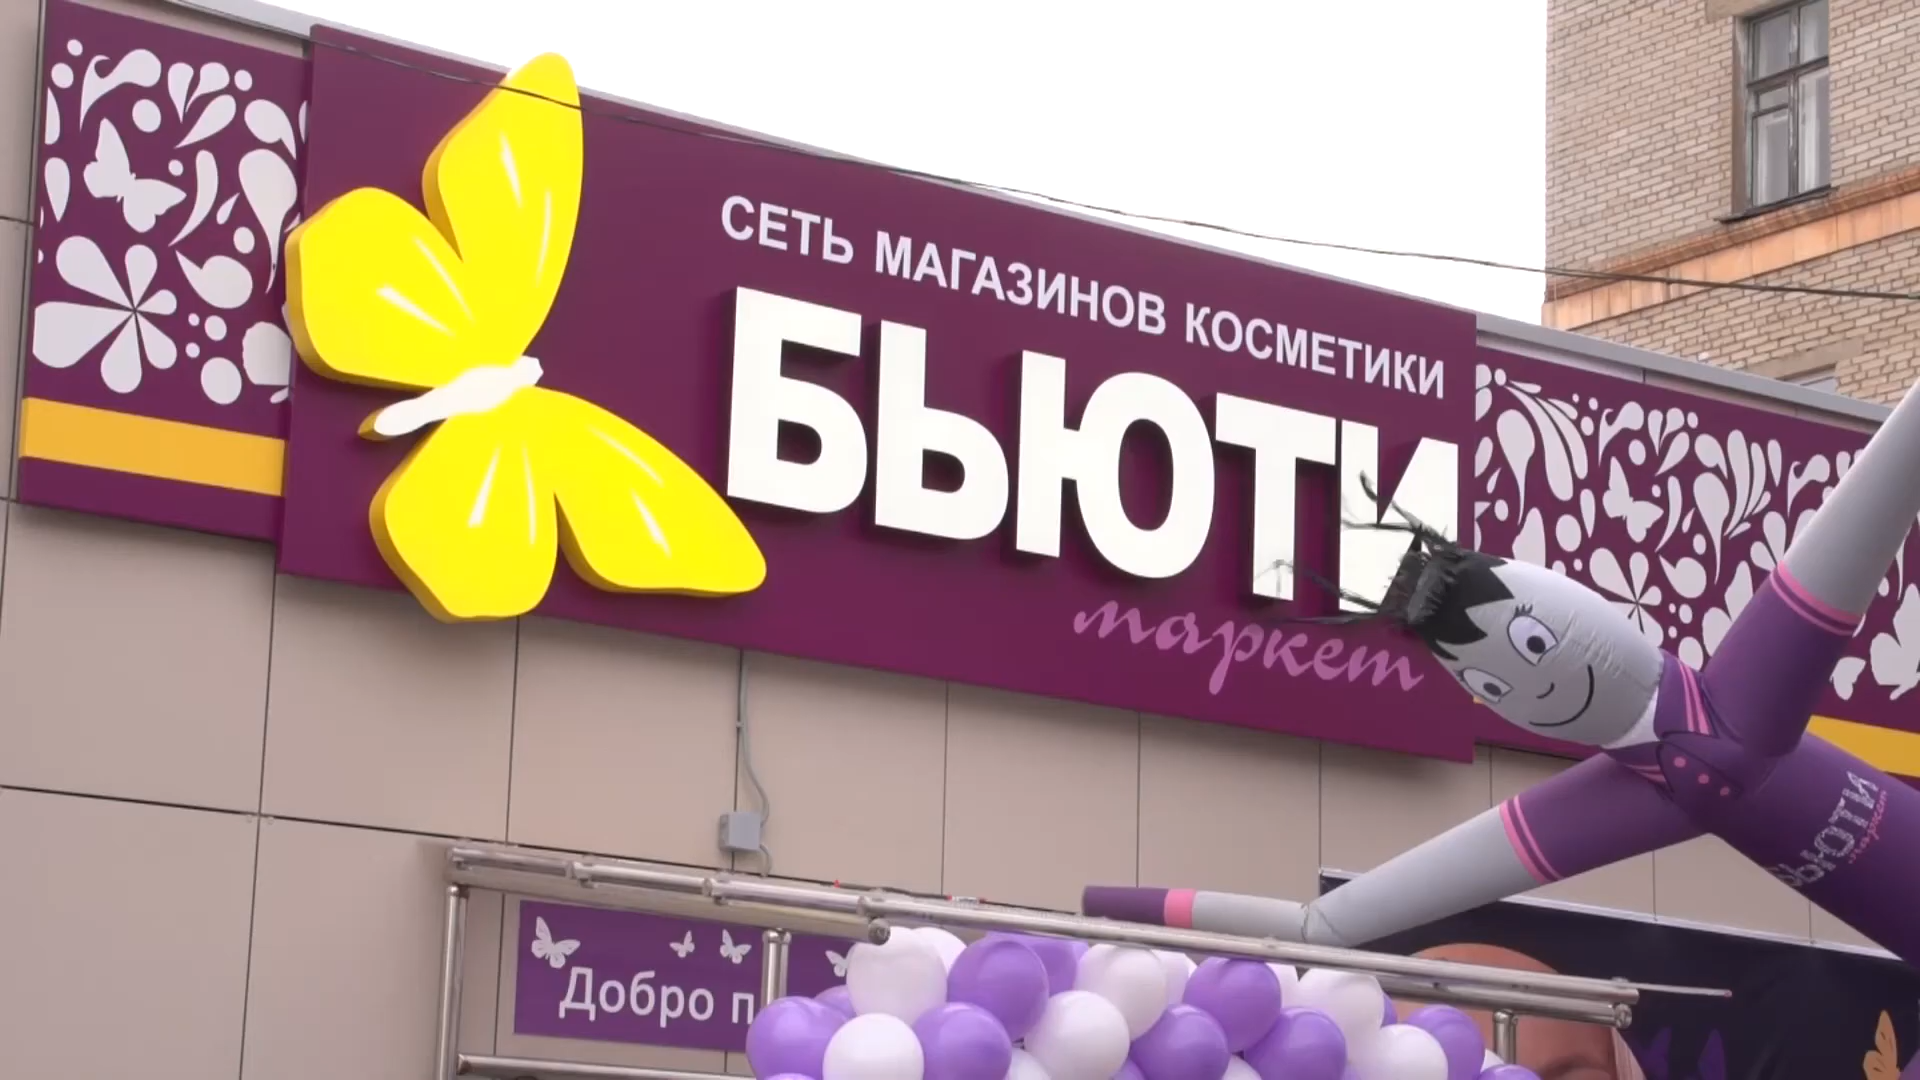 СЕТЬ МАГАЗИНОВ КОСМЕТИКИ
БЬЮТИ
маркет
БЬЮТИ
маркет
Добро п